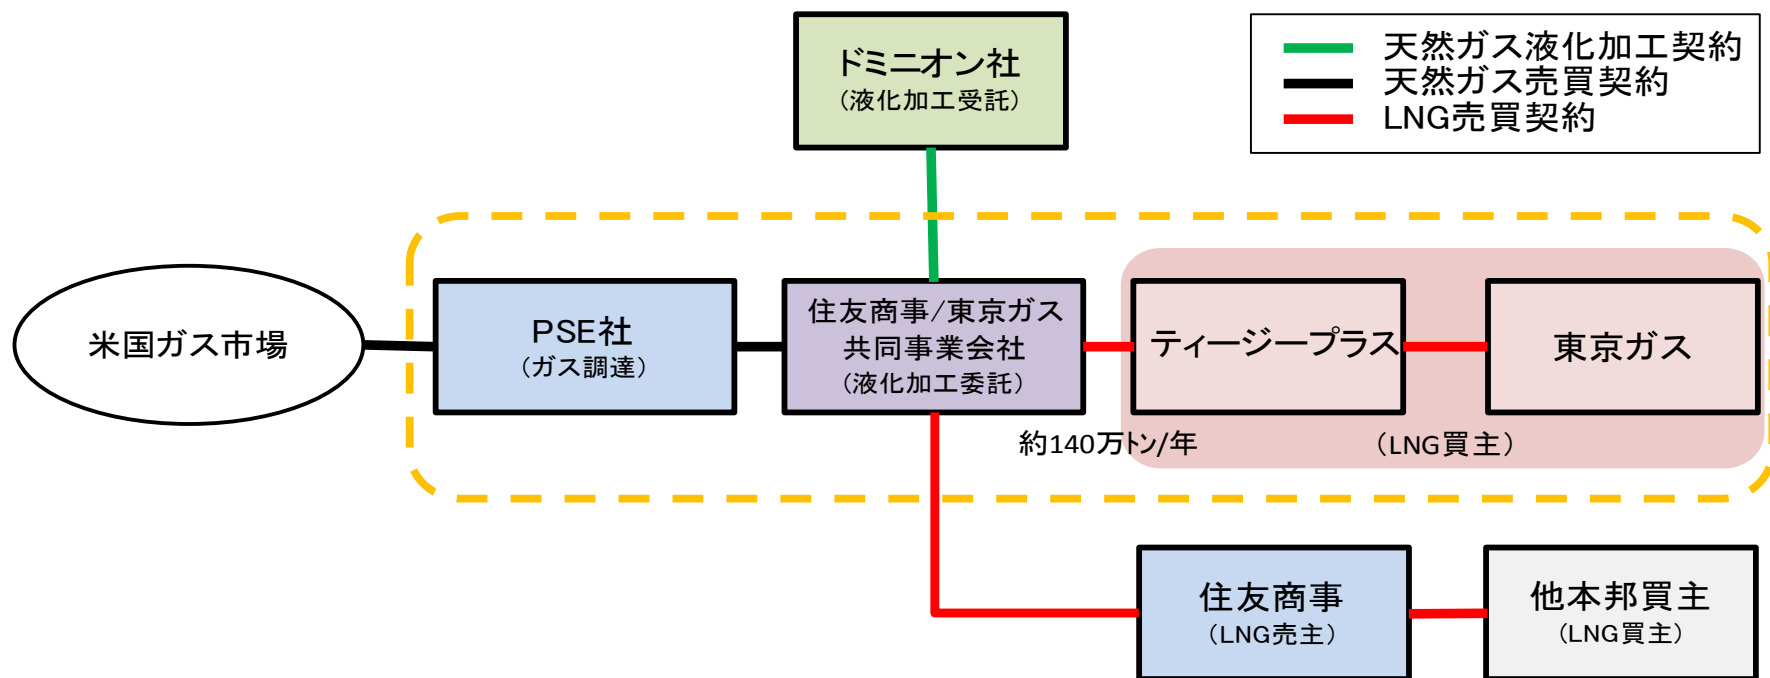 ドミニオン社
（液化加工受託）
天然ガス液化加工契約
天然ガス売買契約
LNG売買契約
米国ガス市場
PSE社
（ガス調達）
住友商事/東京ガス
共同事業会社
（液化加工委託）
ティージープラス
東京ガス
約140万トン/年
（LNG買主）
住友商事
（LNG売主）
他本邦買主
（LNG買主）